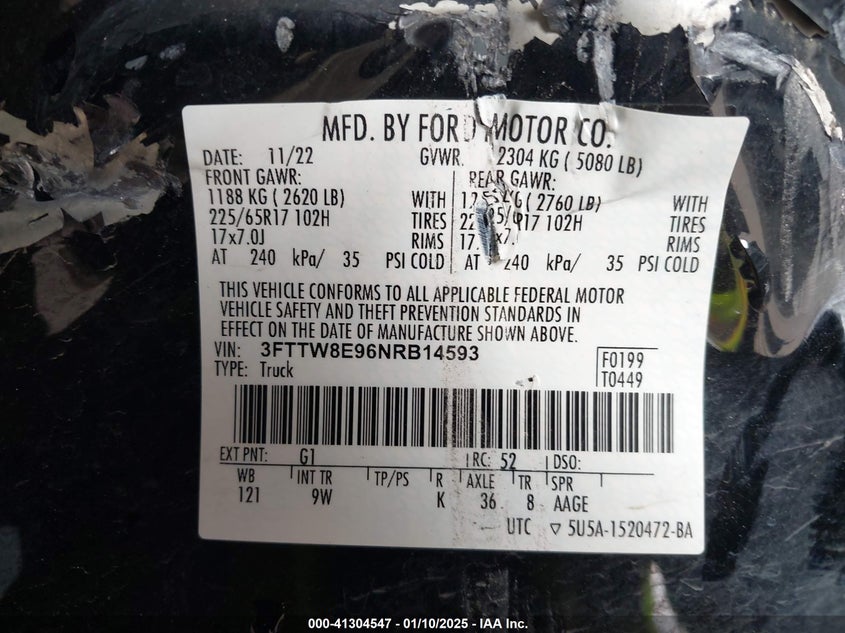 MFD. BY FORD MOTOR CO.
DATE: 11/22 GVWR: 2304 KG ( 5080 LB)
FRONT GAWR: REAR GAWR:
1188 KG ( 2620 LB) WITH ( 2760 LB) WITH
225/65R17 102H TIRES R17 102H TIRES
17x7.0J RIMS RIMS
AT 240 kPa/ 35 PSI COLD AT 240 kPa/ 35 PSI COLD
THIS VEHICLE CONFORMS TO ALL APPLICABLE FEDERAL MOTOR
VEHICLE SAFETY AND THEFT PREVENTION STANDARDS IN
EFFECT ON THE DATE OF MANUFACTURE SHOWN ABOVE.
VIN: 3FTTW8E96NRB14593 F0199
TYPE: Truck T0449
EXT PNT: G1 RC: 52 DSO:
WB INT TR TP/PS R AXLE TR SPR
121 9W K 36 8 AAGE
UTC ▽ 5U5A-1520472-BA
000-41304547 — 01/10/2025 — IAA Inc.